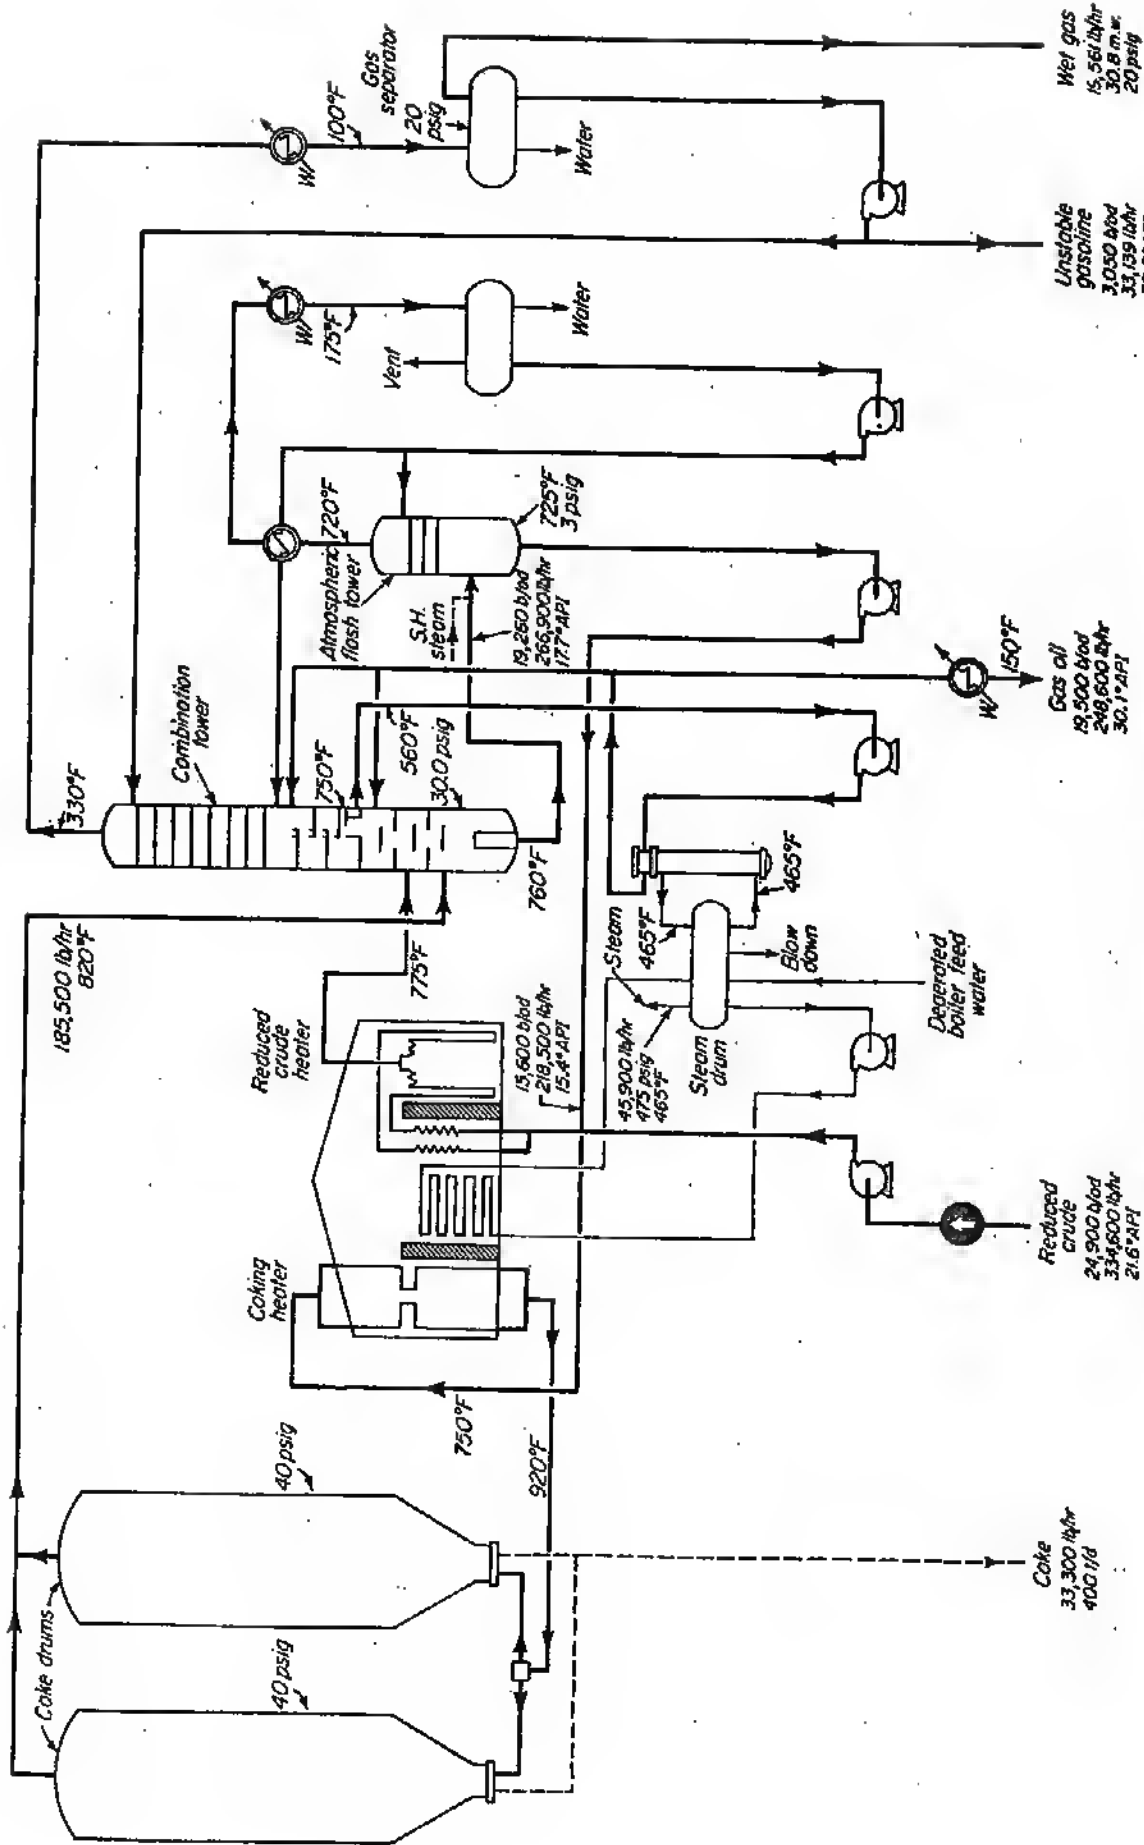 Coke drums
40 psig
40 psig
185,500 lb/hr
820°F
Coking
heater
750°F
920°F
Reduced
crude
heater
775°F
15,600 b/od
218,500 lb/hr
15.4°API
330°F
Combination
tower
750°F
560°F
30.0 psig
760°F
Atmospheric
flash tower
720°F
S.H.
steam
19,260 b/od
266,900 lb/hr
17.7°API
725°F
3 psig
W
175°F
Vent
Water
W
100°F
Gas
separator
20
psig
Water
465°F
465°F
Steam
45,900 lb/hr
475 psig
465°F
Steam
drum
Blow
down
Deaerated
boiler feed
water
W
150°F
Coke
33,300 lb/hr
400 t/d
Reduced
crude
24,900 b/od
334,600 lb/hr
21.6°API
Gas oil
19,500 b/od
248,600 lb/hr
30.1°API
Unstable
gasoline
3,050 b/od
33,139 lb/hr
Wet gas
15,561 lb/hr
30.8 m.w.
20 psig